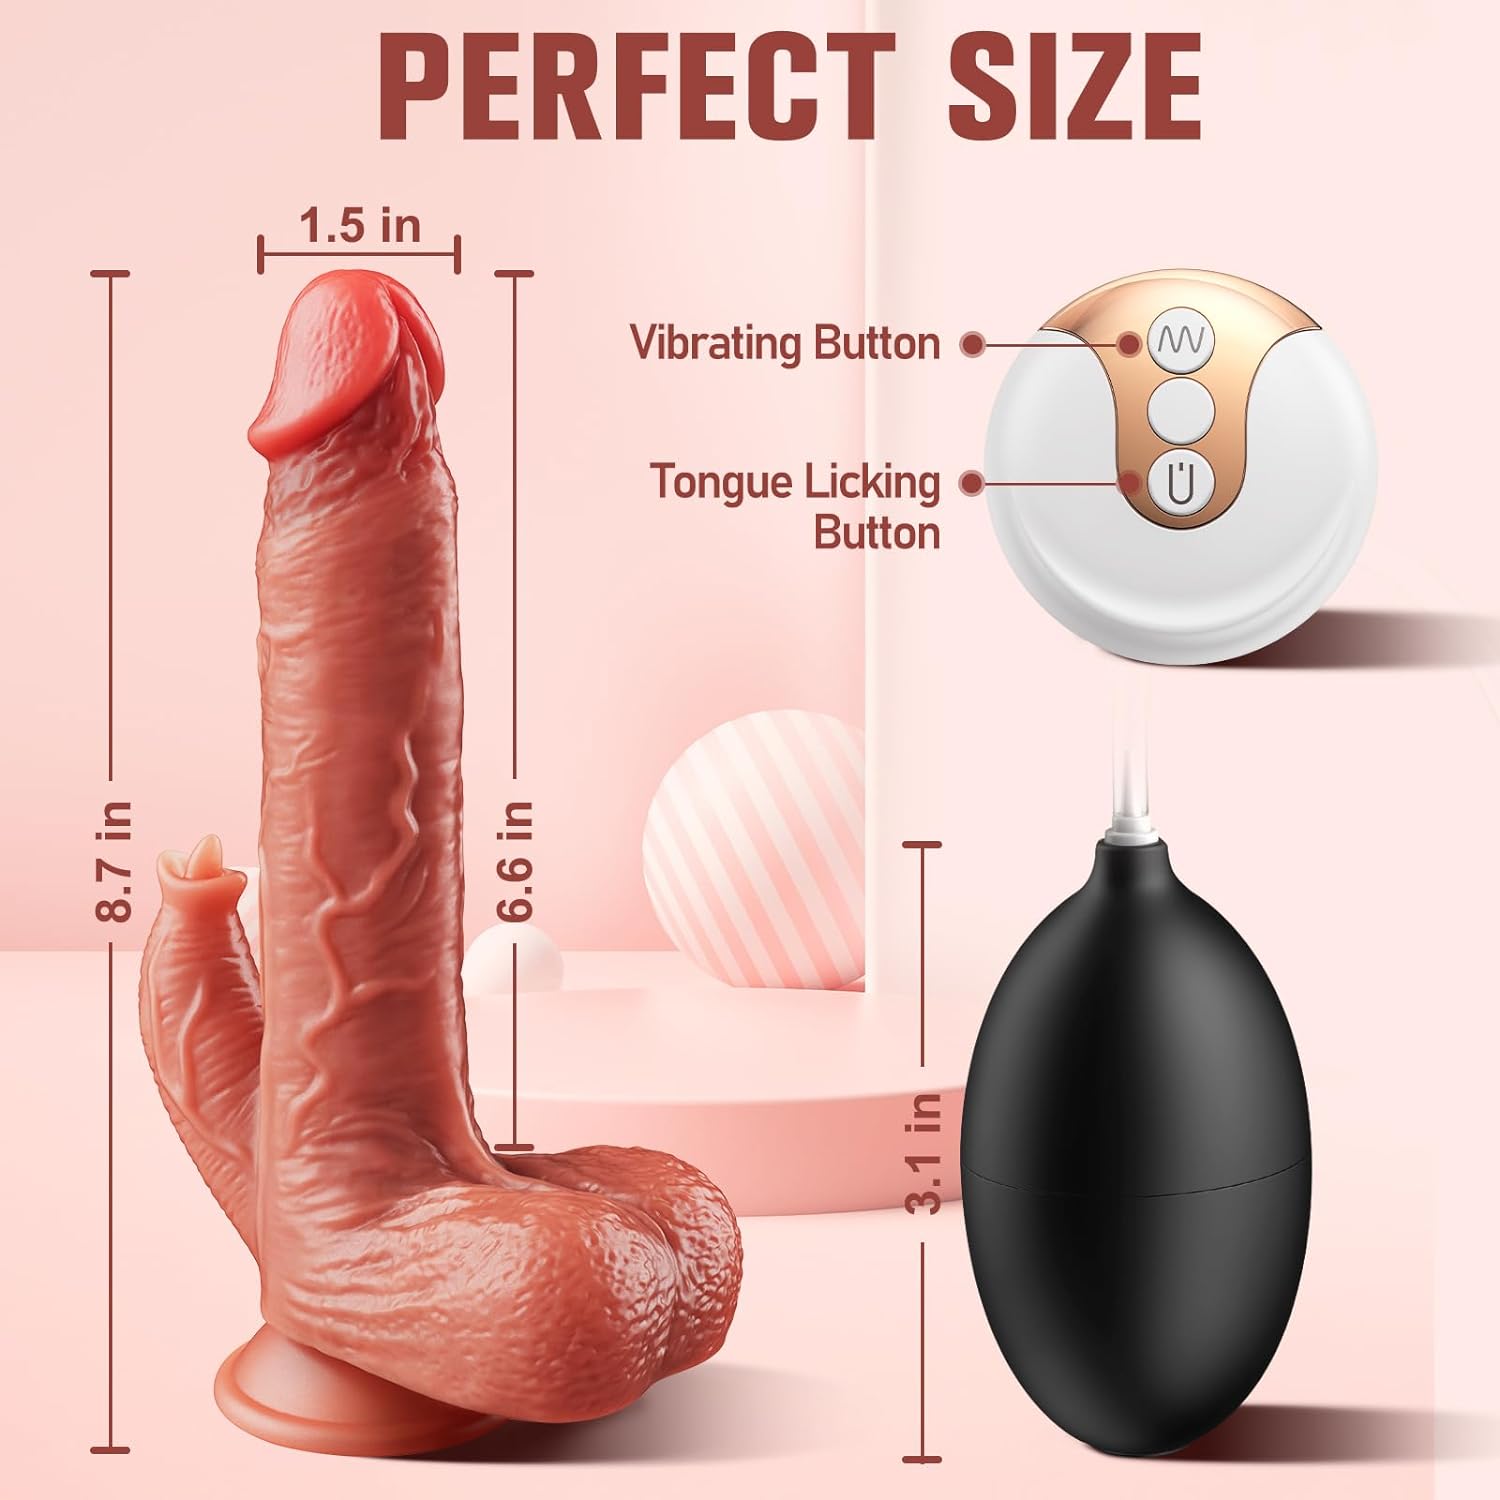 PERFECT SIZE
1.5 in
8.7 in
6.6 in
Vibrating Button
Tongue Licking
Button
3.1 in